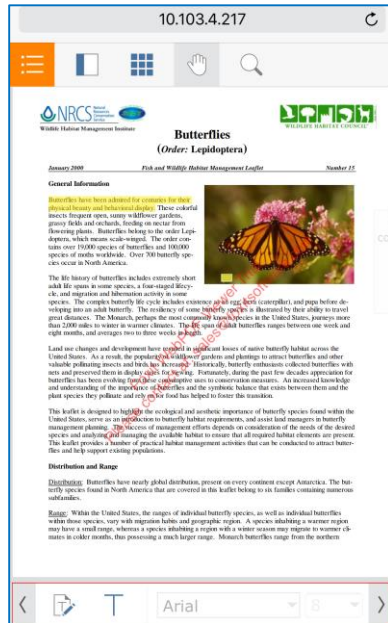 10.103.4.217
NRCS
Wildlife Habitat Management Institute
WILDLIFE HABITAT COUNCIL
Butterflies
(Order: Lepidoptera)
January 2000 Fish and Wildlife Habitat Management Leaflet Number 15
General Information
Butterflies have been admired for centuries for their
physical beauty and behavioral display. These colorful
insects frequent open, sunny wildflower gardens,
grassy fields and orchards, feeding on nectar from
flowering plants. Butterflies belong to the order Lepi-
doptera, which means scale-winged. The order con-
tains over 19,000 species of butterflies and 100,000
species of moths worldwide. Over 700 butterfly spe-
cies occur in North America.
The life history of butterflies includes extremely short
adult life spans in some species, a four-staged lifecy-
cle, and migration and hibernation activity in some
species. The complex butterfly life cycle includes existence as an egg, larva (caterpillar), and pupa before de-
veloping into an adult butterfly. The resiliency of some butterfly species is illustrated by their ability to travel
great distances. The Monarch, perhaps the most commonly known species in the United States, journeys more
than 2,000 miles to winter in warmer climates. The life span of adult butterflies ranges between one week and
eight months, and averages two to three weeks in length.
Land use changes and development have resulted in significant losses of native butterfly habitat across the
United States. As a result, the popularity of wildflower gardens and plantings to attract butterflies and other
valuable pollinating insects and birds has increased. Historically, butterfly enthusiasts collected butterflies with
nets and preserved them in display cases for viewing. Fortunately, during the past few decades appreciation for
butterflies has been evolving from these consumptive uses to conservation measures. An increased knowledge
and understanding of the importance of butterflies and the symbolic balance that exists between them and the
plant species they pollinate and rely on for food has helped to foster this transition.
This leaflet is designed to highlight the ecological and aesthetic importance of butterfly species found within the
United States, serve as an introduction to butterfly habitat requirements, and assist land managers in butterfly
management planning. The success of management efforts depends on consideration of the needs of the desired
species and analyzing and managing the available habitat to ensure that all required habitat elements are present.
This leaflet provides a number of practical habitat management activities that can be conducted to attract butter-
flies and help support existing populations.
Distribution and Range
Distribution: Butterflies have nearly global distribution, present on every continent except Antarctica. The but-
terfly species found in North America that are covered in this leaflet belong to six families containing numerous
subfamilies.
Range: Within the United States, the ranges of individual butterfly species, as well as individual butterflies
within those species, vary with migration habits and geographic region. A species inhabiting a warmer region
may have a small range, whereas a species inhabiting a region with a winter season may migrate to warmer cli-
mates in colder months, thus possessing a much larger range. Monarch butterflies range from the northern
T Arial 8